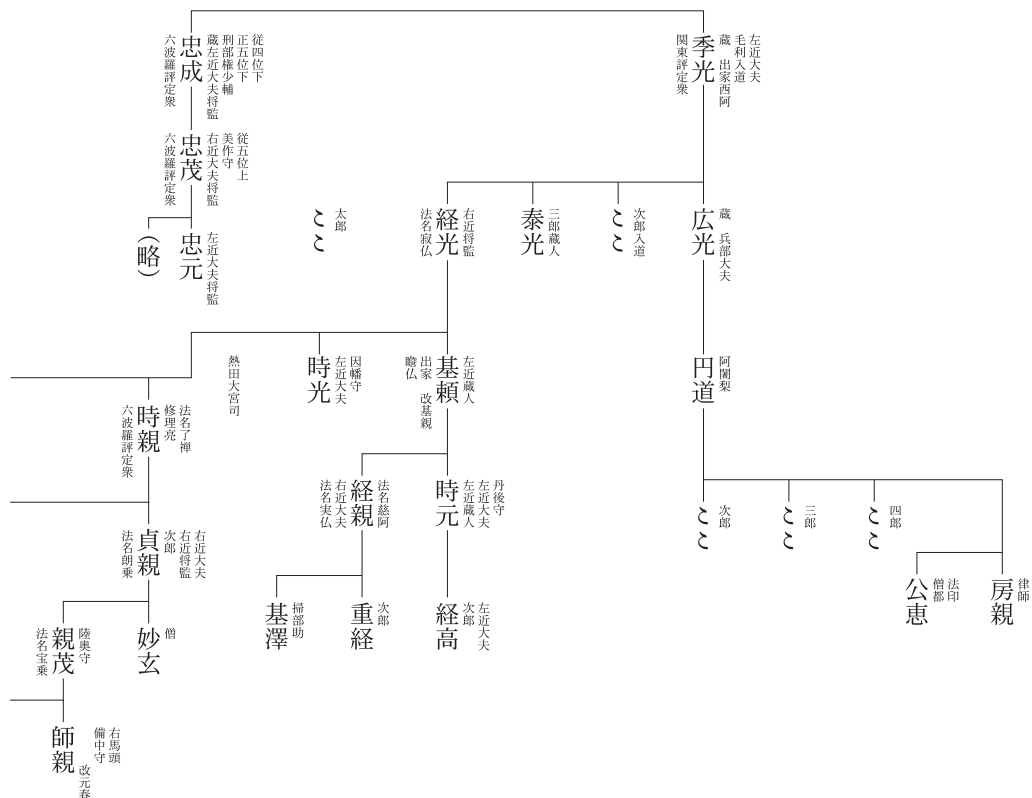 左近大夫
毛利入道
蔵 出家西阿
季光
関東評定衆
従四位下
正五位下
刑部権少輔
蔵左近大夫将監
忠成
六波羅評定衆
従五位上
美作守
右近大夫将監
忠茂
六波羅評定衆
左近大夫将監
忠元
(略)
蔵 兵部大夫
広光
次郎入道
三郎蔵人
泰光
右近将監
経光
法名寂仏
太郎
阿闍梨
円道
左近蔵人
基頼
出家 改基親
瞻仏
因幡守
左近大夫
時光
熱田大宮司
法名了禅
修理亮
時親
六波羅評定衆
四郎
三郎
次郎
律師
房親
法印
僧都
公恵
丹後守
左近大夫
左近蔵人
時元
法名慈阿
経親
右近大夫
法名実仏
左近大夫
次郎
経高
次郎
重経
掃部助
基澤
右近大夫
右近将監
次郎
貞親
法名朗乗
僧
妙玄
陸奥守
親茂
法名宝乗
右馬頭
備中守
改元春
師親